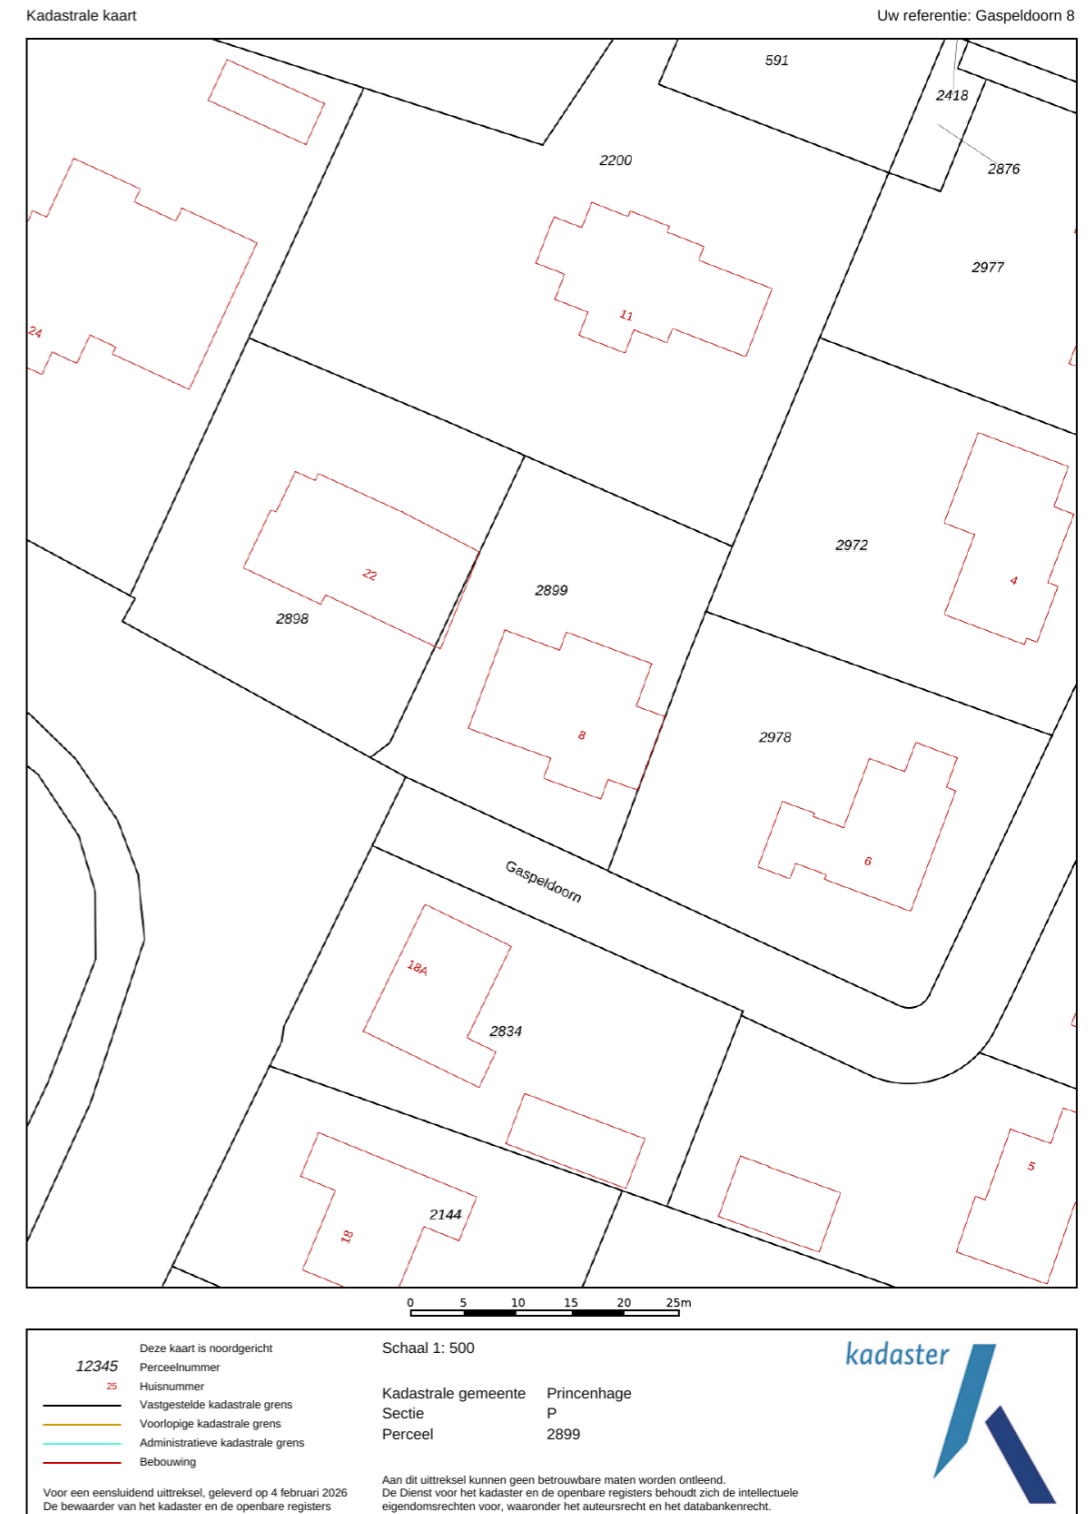 Kadastrale kaart
Uw referentie: Gaspeldoorn 8
591
2418
2200
2876
2977
11
24
2972
4
22
2899
2898
8
2978
6
Gaspeldoorn
18A
2834
5
2144
18
0 5 10 15 20 25m
Deze kaart is noordgericht
12345 Perceelnummer
25 Huisnummer
Vastgestelde kadastrale grens
Voorlopige kadastrale grens
Administratieve kadastrale grens
Bebouwing
Voor een eensluidend uittreksel, geleverd op 4 februari 2026
De bewaarder van het kadaster en de openbare registers
Schaal 1: 500
Kadastrale gemeente Princenhage
Sectie P
Perceel 2899
Aan dit uittreksel kunnen geen betrouwbare maten worden ontleend.
De Dienst voor het kadaster en de openbare registers behoudt zich de intellectuele
eigendomsrechten voor, waaronder het auteursrecht en het databankenrecht.
kadaster